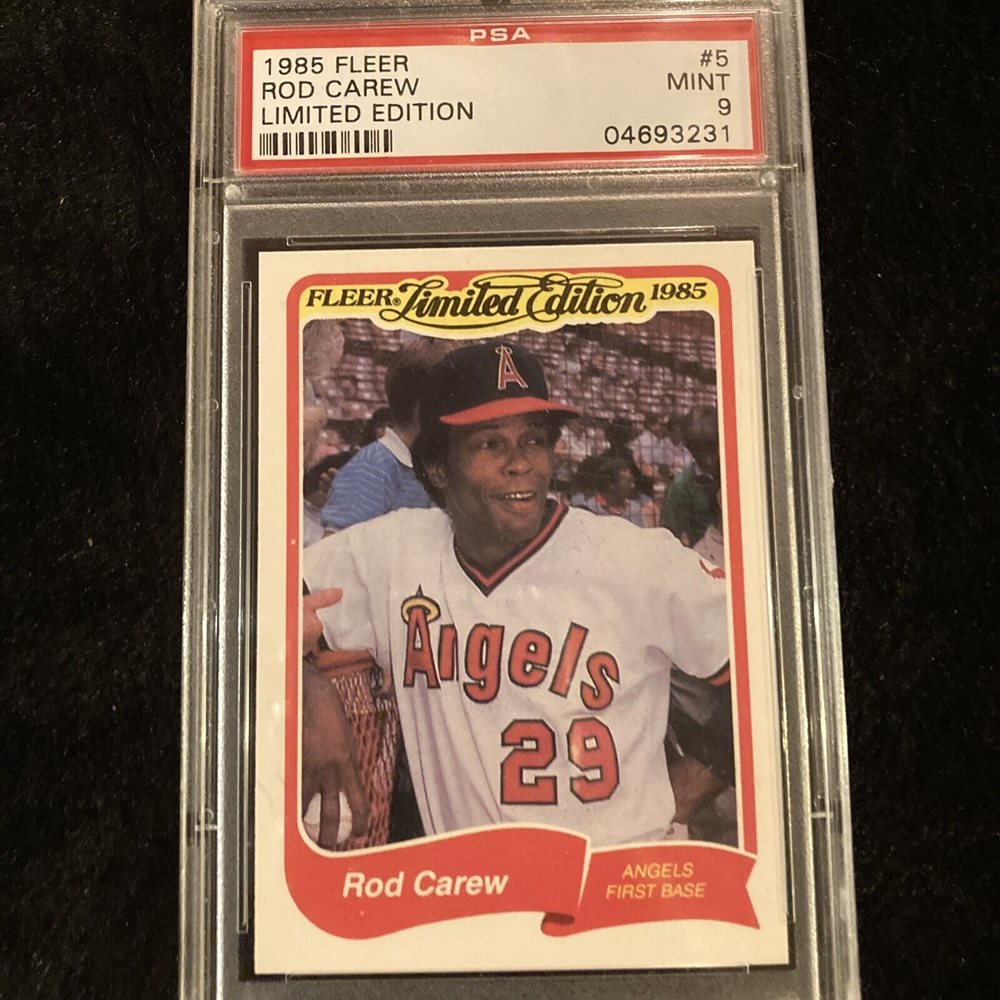 PSA
1985 FLEER #5
ROD CAREW MINT
LIMITED EDITION 9
04693231
FLEER® Limited Edition 1985
A
Angels
29
Rod Carew
ANGELS
FIRST BASE